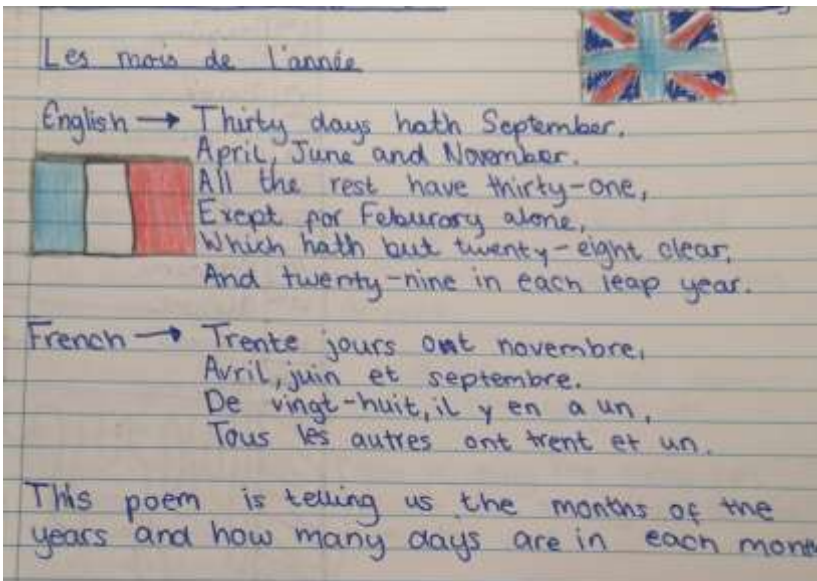 Les mois de l'année
English → Thirty days hath September.
April, June and November.
All the rest have thirty-one,
Exept for Feburary alone,
Which hath but twenty-eight clear,
And twenty-nine in each leap year.
French → Trente jours ont novembre,
Avril, juin et septembre.
De vingt-huit, il y en a un,
Tous les autres ont trent et un.
This poem is telling us the months of the
years and how many days are in each